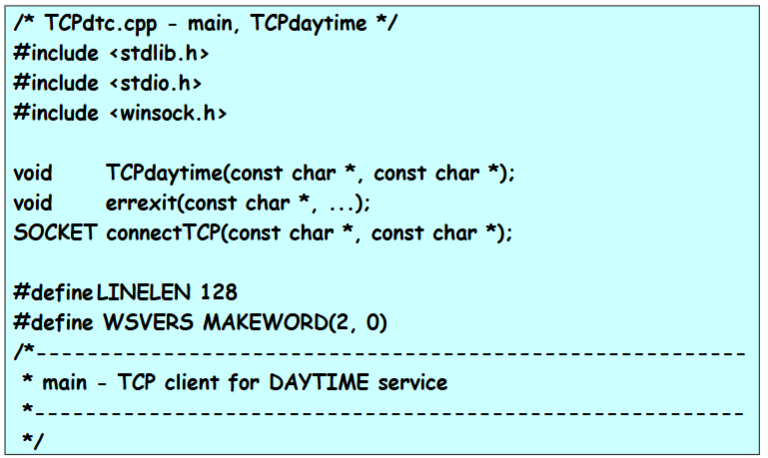 /* TCPdtc.cpp - main, TCPdaytime */
#include <stdlib.h>
#include <stdio.h>
#include <winsock.h>
void TCPdaytime(const char *, const char *);
void errexit(const char *, ...);
SOCKET connectTCP(const char *, const char *);
#defineLINELEN 128
#define WSVERS MAKEWORD(2, 0)
/*--------------------------------------------------------
* main - TCP client for DAYTIME service
*--------------------------------------------------------
*/